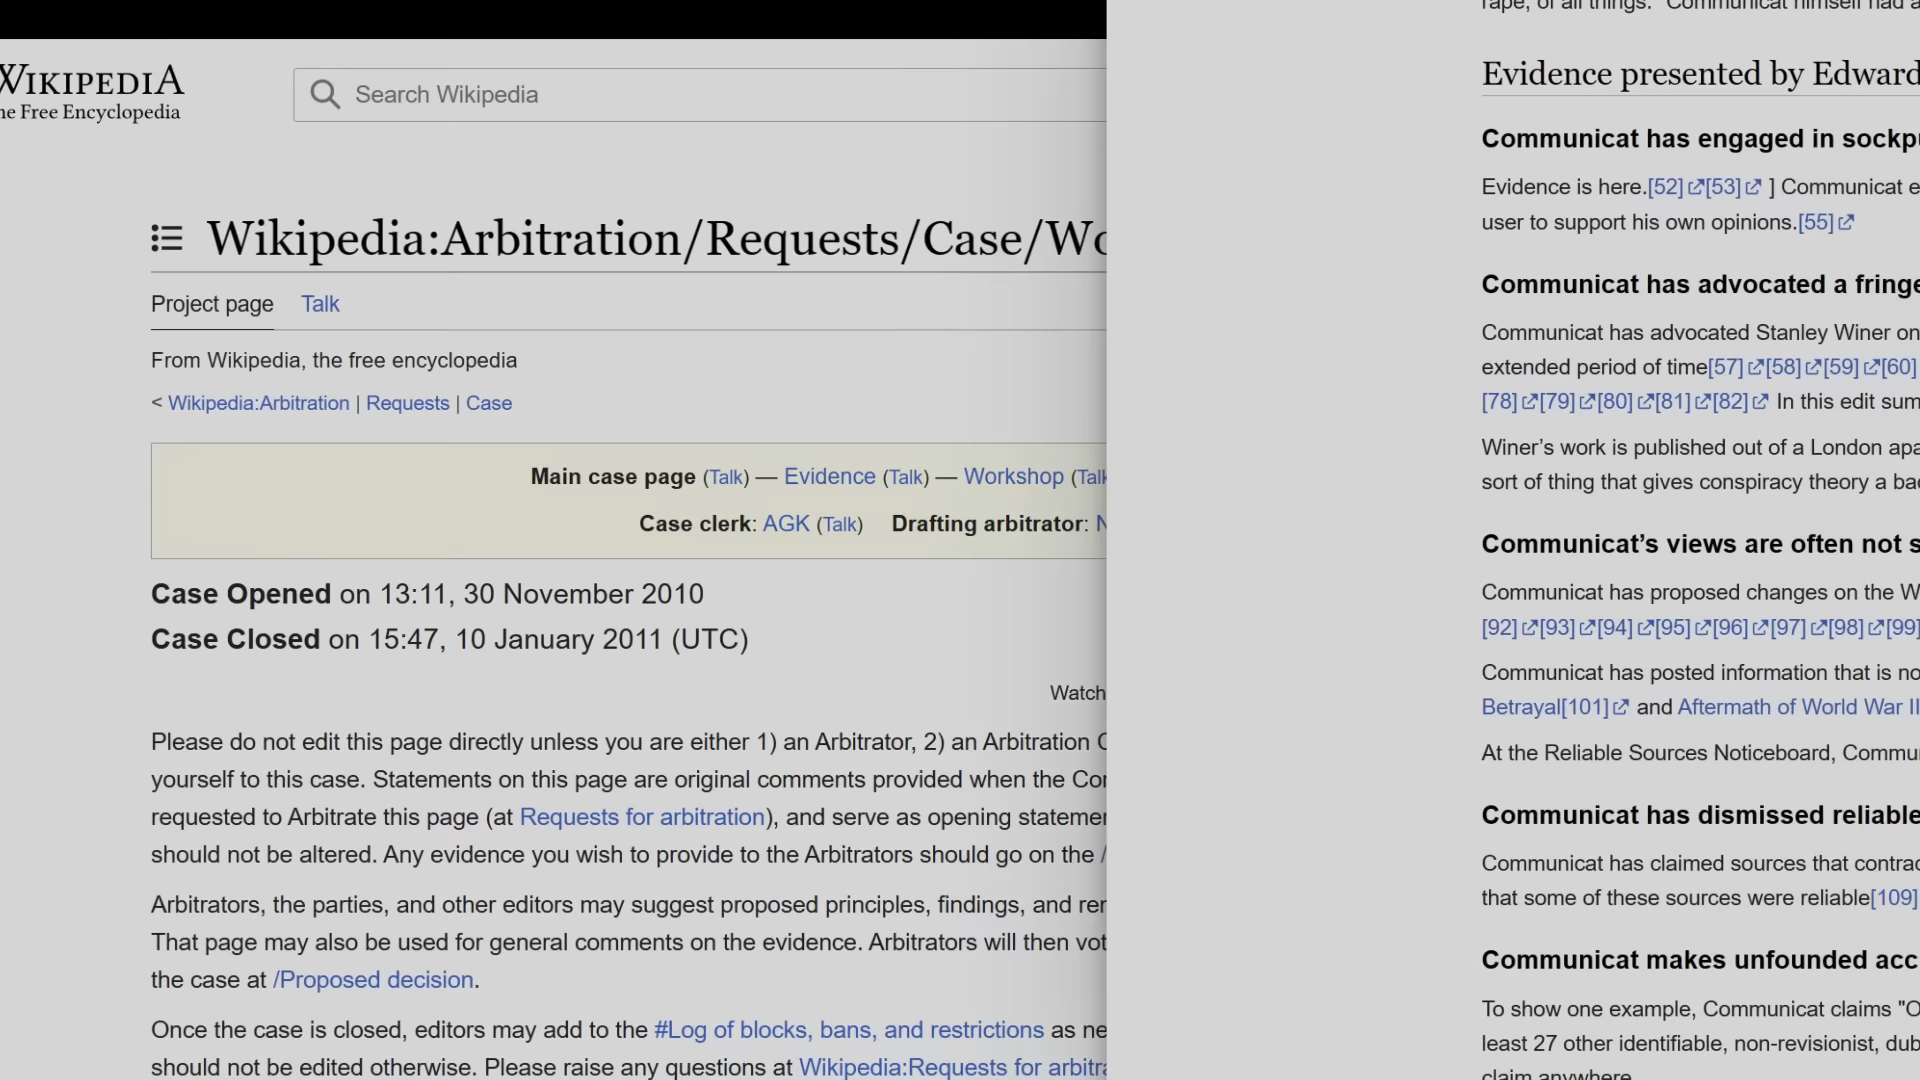 WIKIPEDIA
The Free Encyclopedia
Search Wikipedia
Wikipedia:Arbitration/Requests/Case/
Project page Talk
From Wikipedia, the free encyclopedia
< Wikipedia:Arbitration | Requests | Case
Main case page (Talk) — Evidence (Talk) — Workshop (Talk
Case clerk: AGK (Talk) Drafting arbitrator:
Case Opened on 13:11, 30 November 2010
Case Closed on 15:47, 10 January 2011 (UTC)
Watch
Please do not edit this page directly unless you are either 1) an Arbitrator, 2) an Arbitration
yourself to this case. Statements on this page are original comments provided when the
requested to Arbitrate this page (at Requests for arbitration), and serve as opening
should not be altered. Any evidence you wish to provide to the Arbitrators should go on the /
Arbitrators, the parties, and other editors may suggest proposed principles, findings, and
That page may also be used for general comments on the evidence. Arbitrators will then
the case at /Proposed decision.
Once the case is closed, editors may add to the #Log of blocks, bans, and restrictions as
should not be edited otherwise. Please raise any questions at Wikipedia:Requests for
rape, of all things." Communicat himself had
Evidence presented by Edward
Communicat has engaged in
Evidence is here.[52][53] ] Communicat
user to support his own opinions.[55]
Communicat has advocated a fringe
Communicat has advocated Stanley Winer on
extended period of time[57][58][59][60]
[78][79][80][81][82] In this edit
Winer's work is published out of a London
sort of thing that gives conspiracy theory a
Communicat's views are often not
Communicat has proposed changes on the
[92][93][94][95][96][97][98][99]
Communicat has posted information that is
Betrayal[101] and Aftermath of World War II
At the Reliable Sources Noticeboard,
Communicat has dismissed reliable
Communicat has claimed sources that
that some of these sources were reliable[109]
Communicat makes unfounded
To show one example, Communicat claims "
least 27 other identifiable, non-revisionist,
claim anywhere.